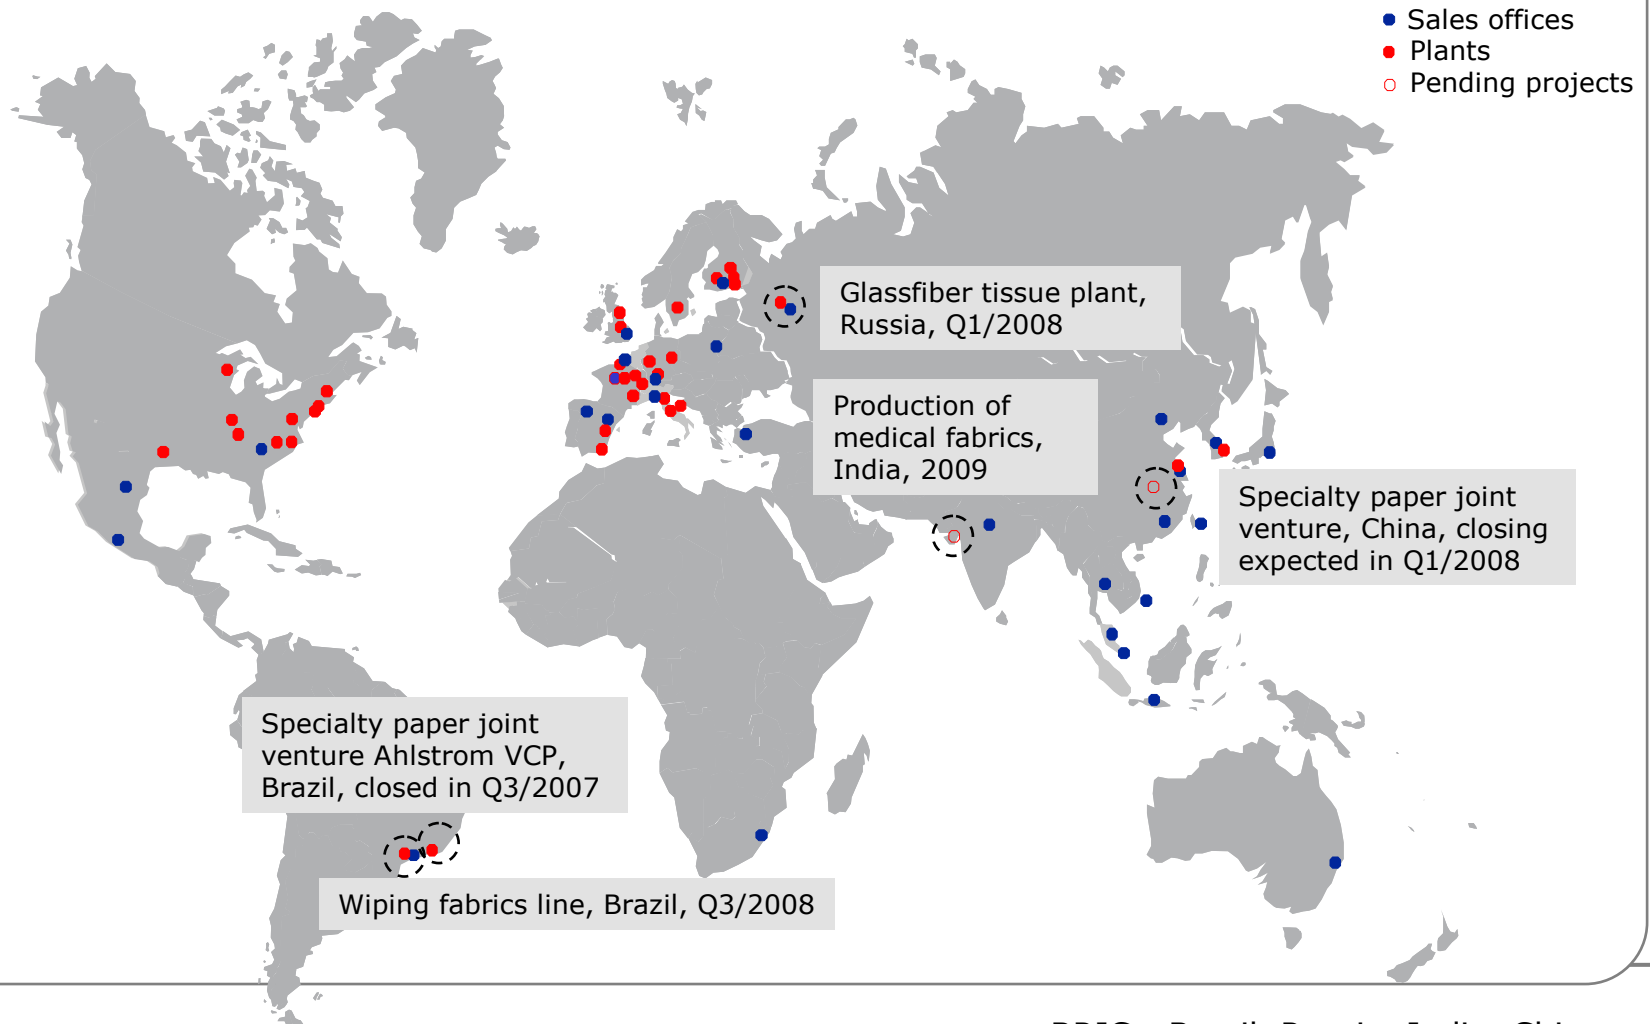 Sales offices
Plants
Pending projects
Glassfiber tissue plant,
Russia, Q1/2008
Production of
medical fabrics,
India, 2009
Specialty paper joint
venture, China, closing
expected in Q1/2008
Specialty paper joint
venture Ahlstrom VCP,
Brazil, closed in Q3/2007
Wiping fabrics line, Brazil, Q3/2008